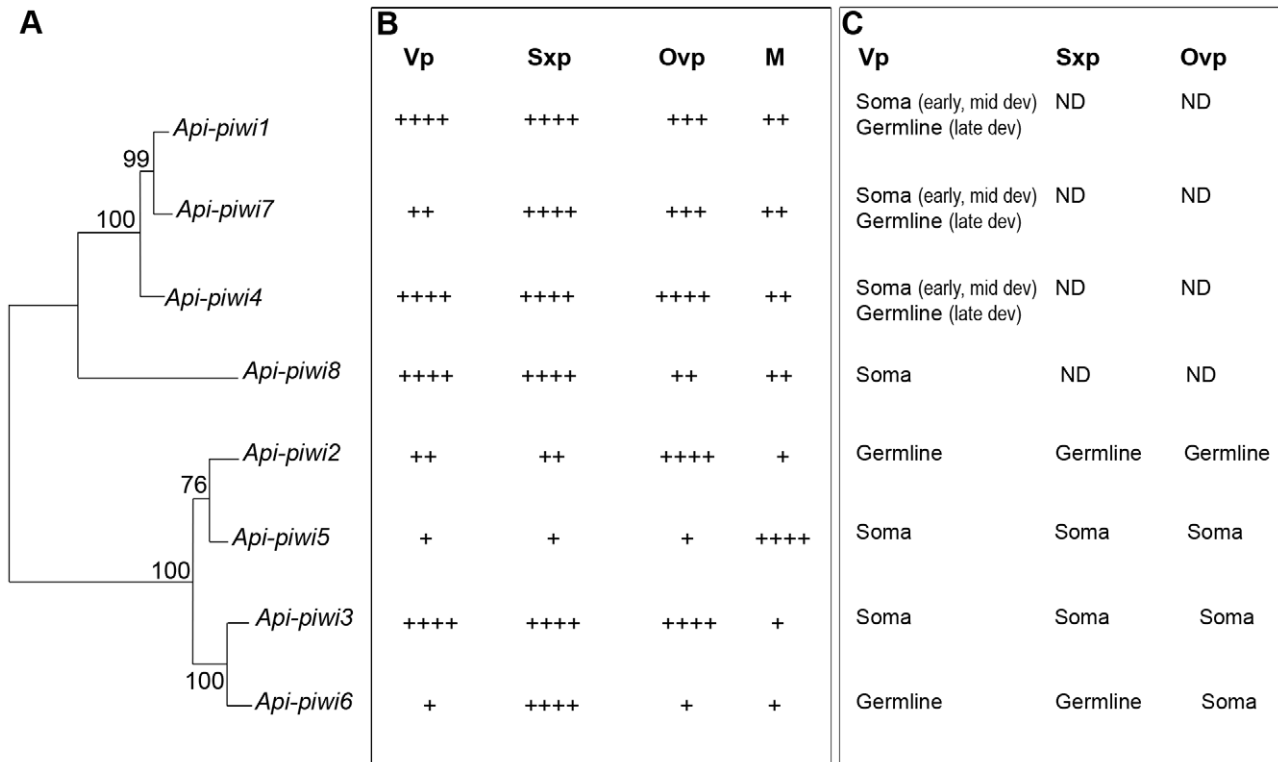 A B C
Vp Sxp Ovp M Vp Sxp Ovp
Api-piwi1 ++++ ++++ +++ ++ Soma (early, mid dev) ND ND
Germline (late dev)
99
Api-piwi7 ++ ++++ +++ ++ Soma (early, mid dev) ND ND
Germline (late dev)
100
Api-piwi4 ++++ ++++ ++++ ++ Soma (early, mid dev) ND ND
Germline (late dev)
Api-piwi8 ++++ ++++ ++ ++ Soma ND ND
Api-piwi2 ++ ++ ++++ + Germline Germline Germline
76
Api-piwi5 + + + ++++ Soma Soma Soma
100
Api-piwi3 ++++ ++++ ++++ + Soma Soma Soma
100
Api-piwi6 + ++++ + + Germline Germline Soma